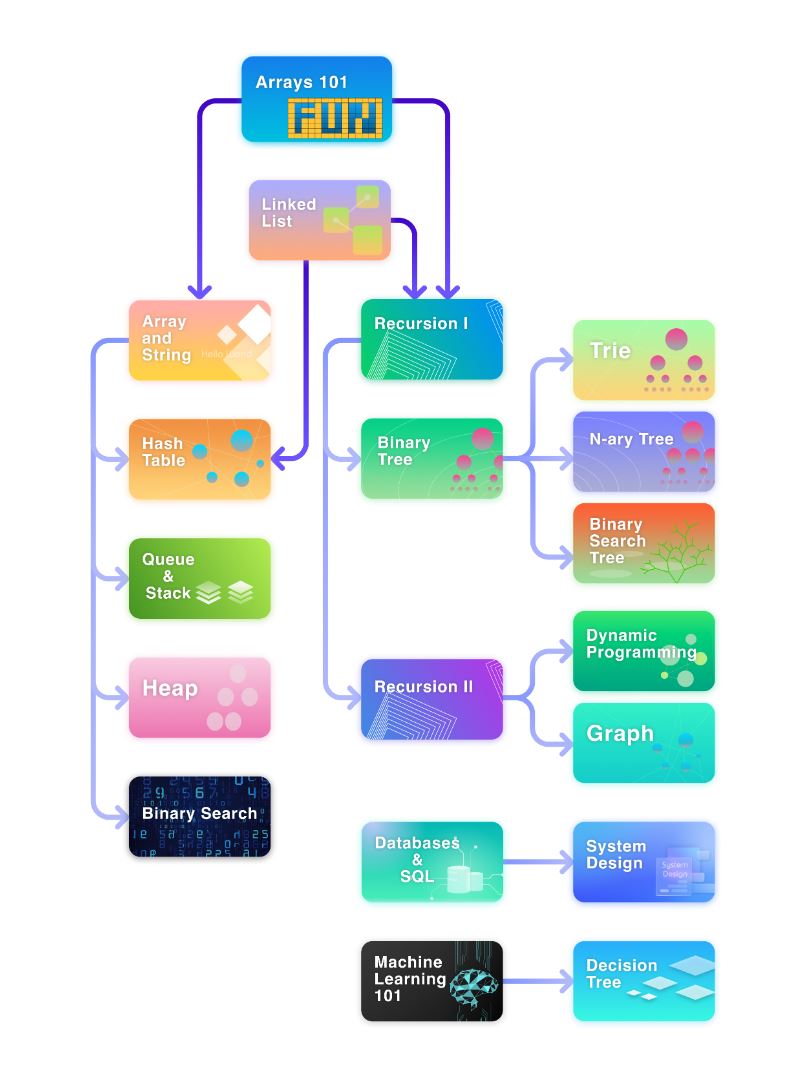 Arrays 101
FUN
Linked
List
Array
and
String
Recursion I
Trie
Hash
Table
Binary
Tree
N-ary Tree
Binary
Search
Tree
Queue
&
Stack
Dynamic
Programming
Heap
Recursion II
Graph
Binary Search
Databases
&
SQL
System
Design
System
Design
Machine
Learning
101
Decision
Tree